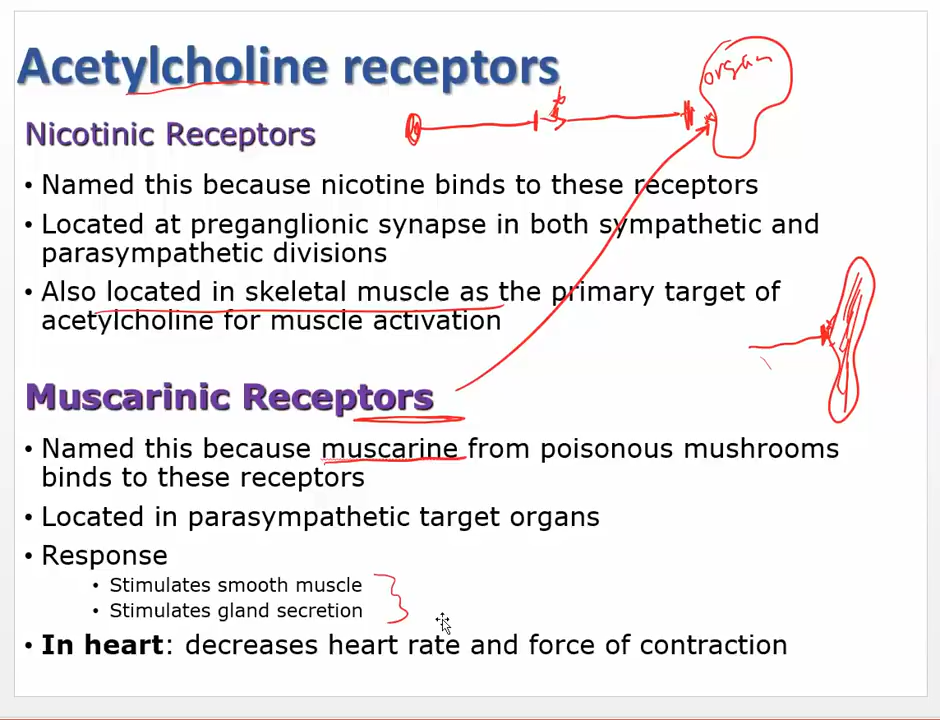 Acetylcholine receptors
organ
Nicotinic Receptors
• Named this because nicotine binds to these receptors
• Located at preganglionic synapse in both sympathetic and
parasympathetic divisions
• Also located in skeletal muscle as the primary target of
acetylcholine for muscle activation
Muscarinic Receptors
• Named this because muscarine from poisonous mushrooms
binds to these receptors
• Located in parasympathetic target organs
• Response
• Stimulates smooth muscle
• Stimulates gland secretion
• In heart: decreases heart rate and force of contraction